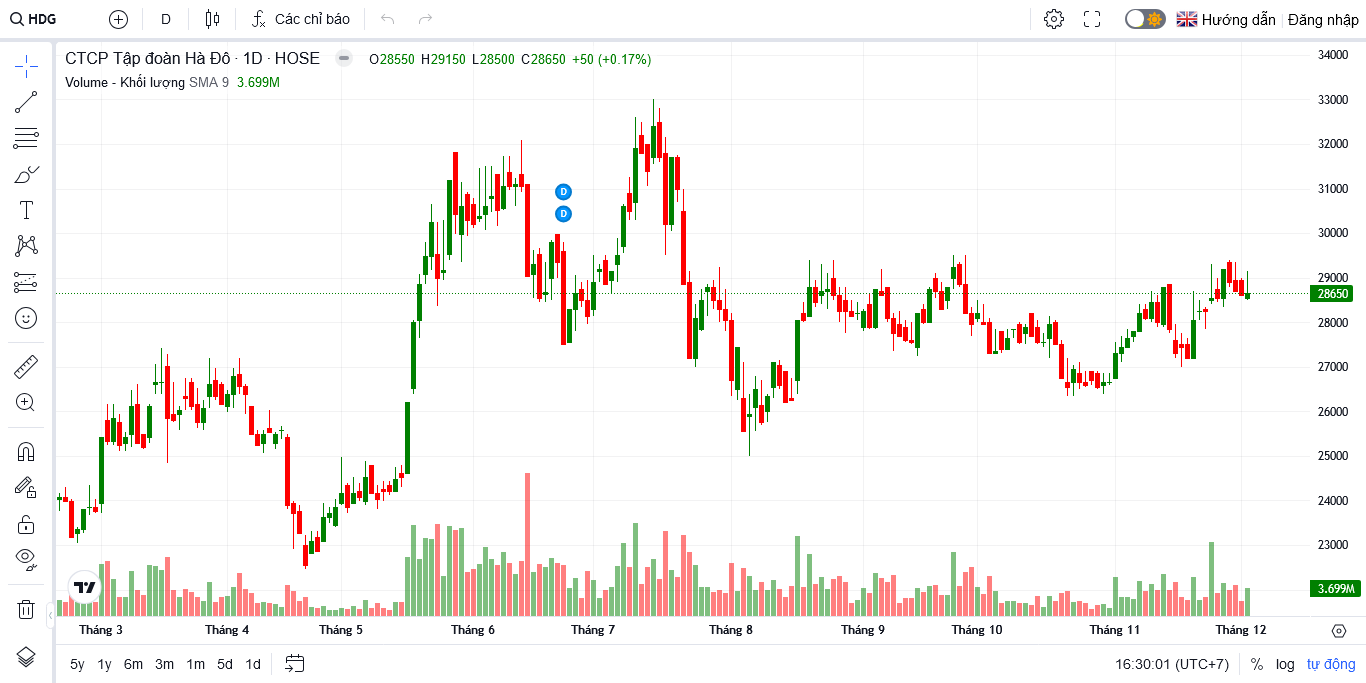 HDG D Các chỉ báo Hướng dẫn Đăng nhập
CTCP Tập đoàn Hà Đô · 1D · HOSE O28550 H29150 L28500 C28650 +50 (+0.17%)
Volume - Khối lượng SMA 9 3.699M
34000
33000
32000
31000
D
D
30000
29000
28650
28000
27000
26000
25000
24000
23000
3.699M
Tháng 3 Tháng 4 Tháng 5 Tháng 6 Tháng 7 Tháng 8 Tháng 9 Tháng 10 Tháng 11 Tháng 12
5y 1y 6m 3m 1m 5d 1d 16:30:01 (UTC+7) % log tự động